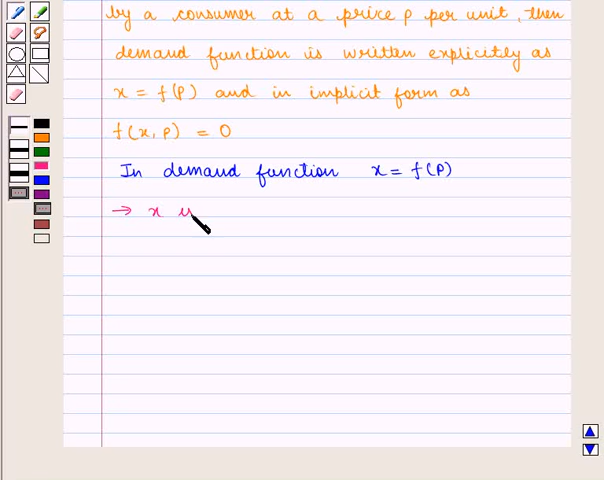 by a consumer at a price p per unit, then
demand function is written explicitly as
x = f(P) and in implicit form as
f(x, p) = 0
In demand function x = f(P)
→ x